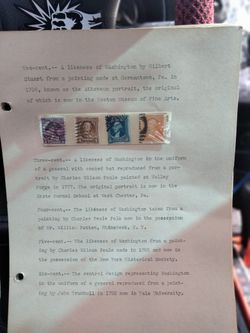 Two-cent.-- A likeness of Washington by Gilbert
Stuart from a painting made at Germantown, Pa. in
1796, known as the Athaneum portrait, the original
of which is now in the Boston Museum of Fine Arts.
Three-cent.-- a likeness of Washington in the uniform
of a general with cocked hat reproduced from a por-
trait by Charles Wilson Peale painted at Valley
Forge in 1777. The original portrait is now in the
State Normal School at West Chester, Pa.
Four-cent.-- The likeness of Washington taken from a
painting by Charles Peale Polk now in the possession
of Mr. William Patten, Rhinebeck, N. Y.
Five-cent.-- The likeness of Washington from a paint-
ing by Charles Wilson Peale made in 1795 and now in
the possession of the New York Historical Society.
Six-cent.-- The central design representing Washington
in the uniform of a general reproduced from a paint-
ing by John Trumbull in 1792 now in Yale University.